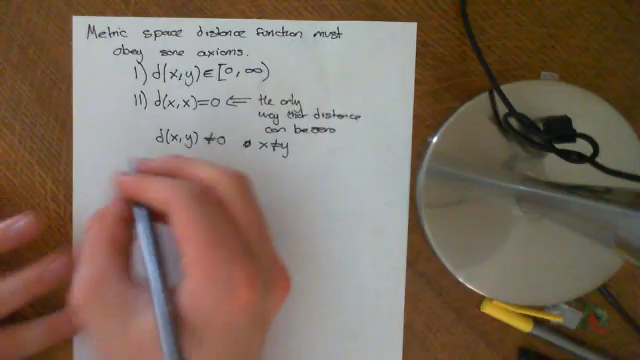 Metric space distance function must
obey some axioms.
I) d(x,y)∈[0,∞)
II) d(x,x)=0 ⇐ the only
way that distance
can be zero
d(x,y) ≠0 x≠y